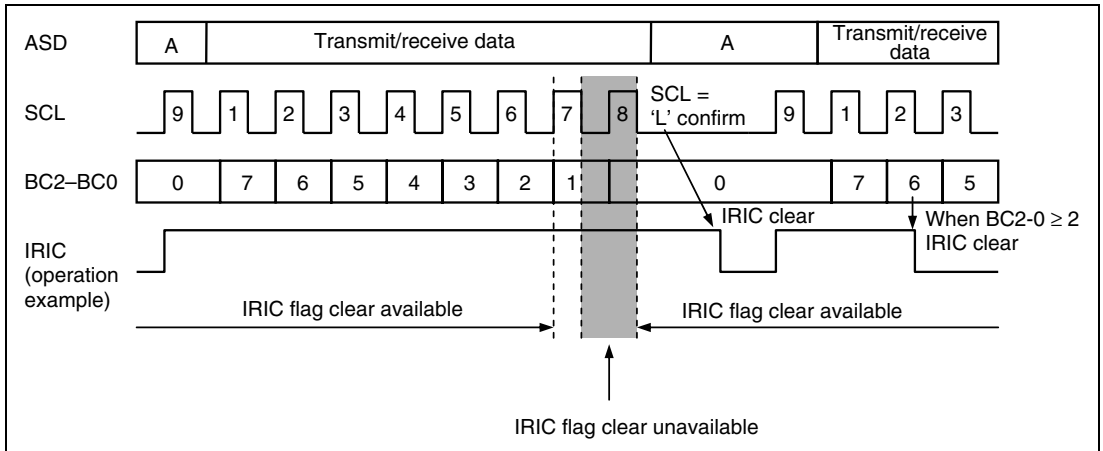 ASD A Transmit/receive data A Transmit/receive data
SCL 9 1 2 3 4 5 6 7 8 SCL = 'L' confirm 9 1 2 3
BC2–BC0 0 7 6 5 4 3 2 1 0 7 6 5
IRIC clear
When BC2-0 ≥ 2
IRIC clear
IRIC
(operation
example)
IRIC flag clear available
IRIC flag clear available
IRIC flag clear unavailable